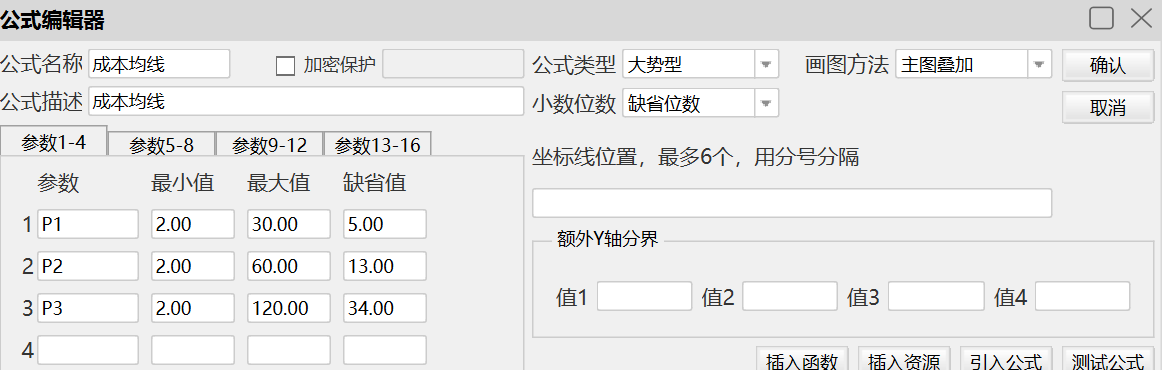 公式编辑器
公式名称 成本均线 加密保护 公式类型 大势型 画图方法 主图叠加 确认
公式描述 成本均线 小数位数 缺省位数 取消
参数1-4 参数5-8 参数9-12 参数13-16
坐标线位置，最多6个，用分号分隔
参数 最小值 最大值 缺省值
1 P1 2.00 30.00 5.00
额外Y轴分界
2 P2 2.00 60.00 13.00
值1 值2 值3 值4
3 P3 2.00 120.00 34.00
4
插入函数 插入资源 引入公式 测试公式